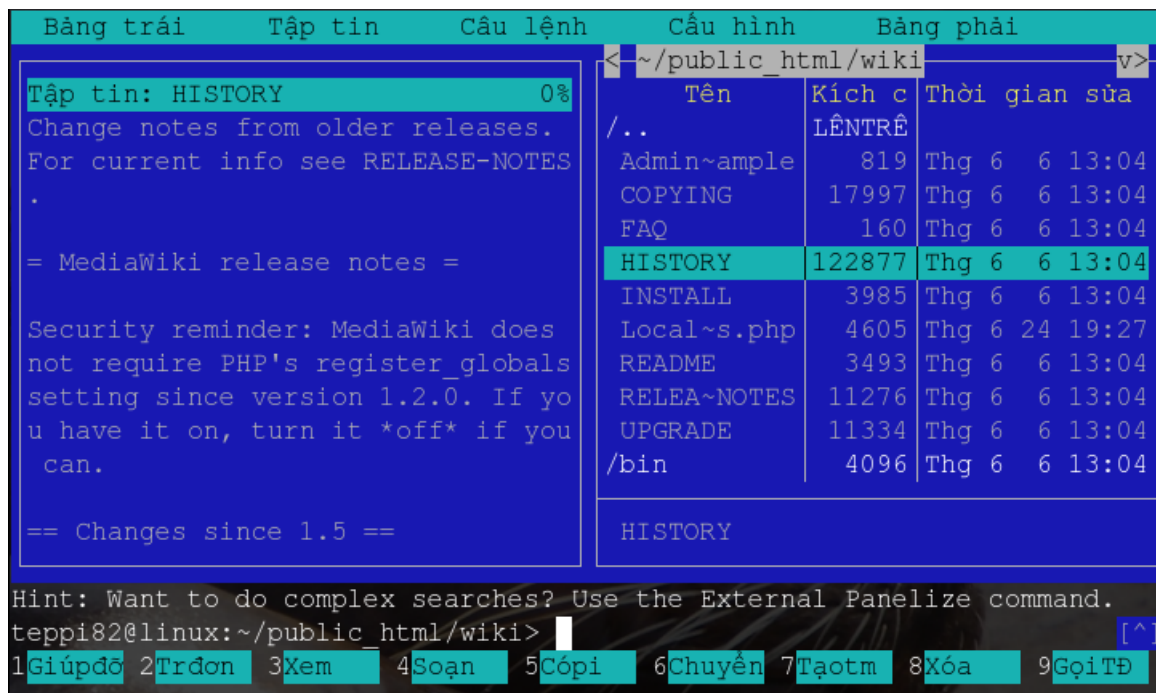 Bảng trái Tập tin Câu lệnh Cấu hình Bảng phải
< ~/public_html/wiki v>
Tập tin: HISTORY 0%
Change notes from older releases.
For current info see RELEASE-NOTES
.
= MediaWiki release notes =
Security reminder: MediaWiki does
not require PHP's register_globals
setting since version 1.2.0. If yo
u have it on, turn it *off* if you
can.
== Changes since 1.5 ==
Tên Kích c Thời gian sửa
/.. LÊNTRÊ
Admin~ample 819 Thg 6 6 13:04
COPYING 17997 Thg 6 6 13:04
FAQ 160 Thg 6 6 13:04
HISTORY 122877 Thg 6 6 13:04
INSTALL 3985 Thg 6 6 13:04
Local~s.php 4605 Thg 6 24 19:27
README 3493 Thg 6 6 13:04
RELEA~NOTES 11276 Thg 6 6 13:04
UPGRADE 11334 Thg 6 6 13:04
/bin 4096 Thg 6 6 13:04
HISTORY
Hint: Want to do complex searches? Use the External Panelize command.
teppi82@linux:~/public_html/wiki>
[^]
1Giúpđỡ 2Trđơn 3Xem 4Soạn 5Cópi 6Chuyển 7Tạotm 8Xóa 9GọiTĐ